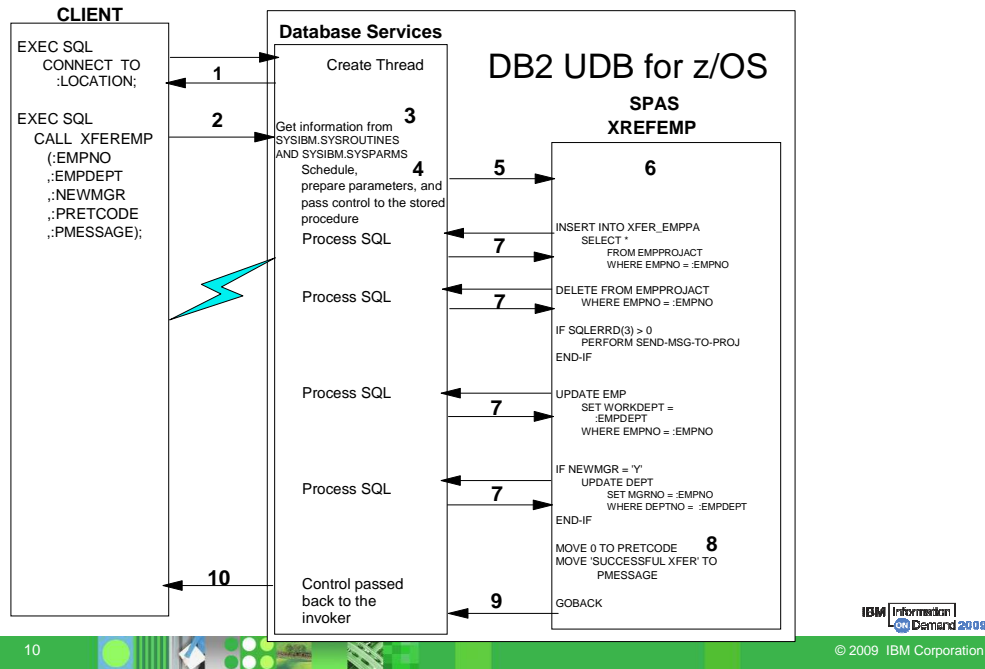 CLIENT
EXEC SQL
CONNECT TO
:LOCATION;
EXEC SQL
CALL XFEREMP
(:EMPNO
,:EMPDEPT
,:NEWMGR
,:PRETCODE
,:PMESSAGE);
1
2
10
Database Services
Create Thread
3
Get information from
SYSIBM.SYSROUTINES
AND SYSIBM.SYSPARMS
4
Schedule,
prepare parameters, and
pass control to the stored
procedure
Process SQL
Process SQL
Process SQL
Process SQL
Control passed
back to the
invoker
5
7
7
7
7
9
DB2 UDB for z/OS
SPAS
XREFEMP
6
INSERT INTO XFER_EMPPA
SELECT *
FROM EMPPROJACT
WHERE EMPNO = :EMPNO
DELETE FROM EMPPROJACT
WHERE EMPNO = :EMPNO
IF SQLERRD(3) > 0
PERFORM SEND-MSG-TO-PROJ
END-IF
UPDATE EMP
SET WORKDEPT =
:EMPDEPT
WHERE EMPNO = :EMPNO
IF NEWMGR = 'Y'
UPDATE DEPT
SET MGRNO = :EMPNO
WHERE DEPTNO = :EMPDEPT
END-IF
MOVE 0 TO PRETCODE
8
MOVE 'SUCCESSFUL XFER' TO
PMESSAGE
GOBACK
IBM Information
ON Demand 2009
10
© 2009 IBM Corporation